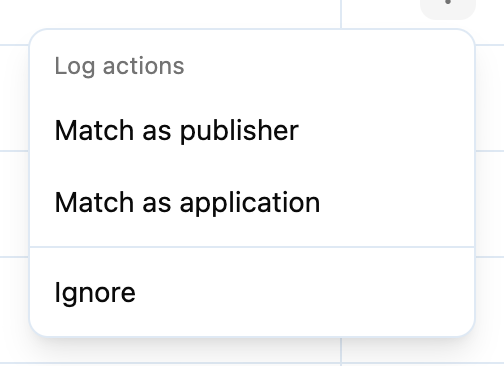 Log actions
Match as publisher
Match as application
Ignore